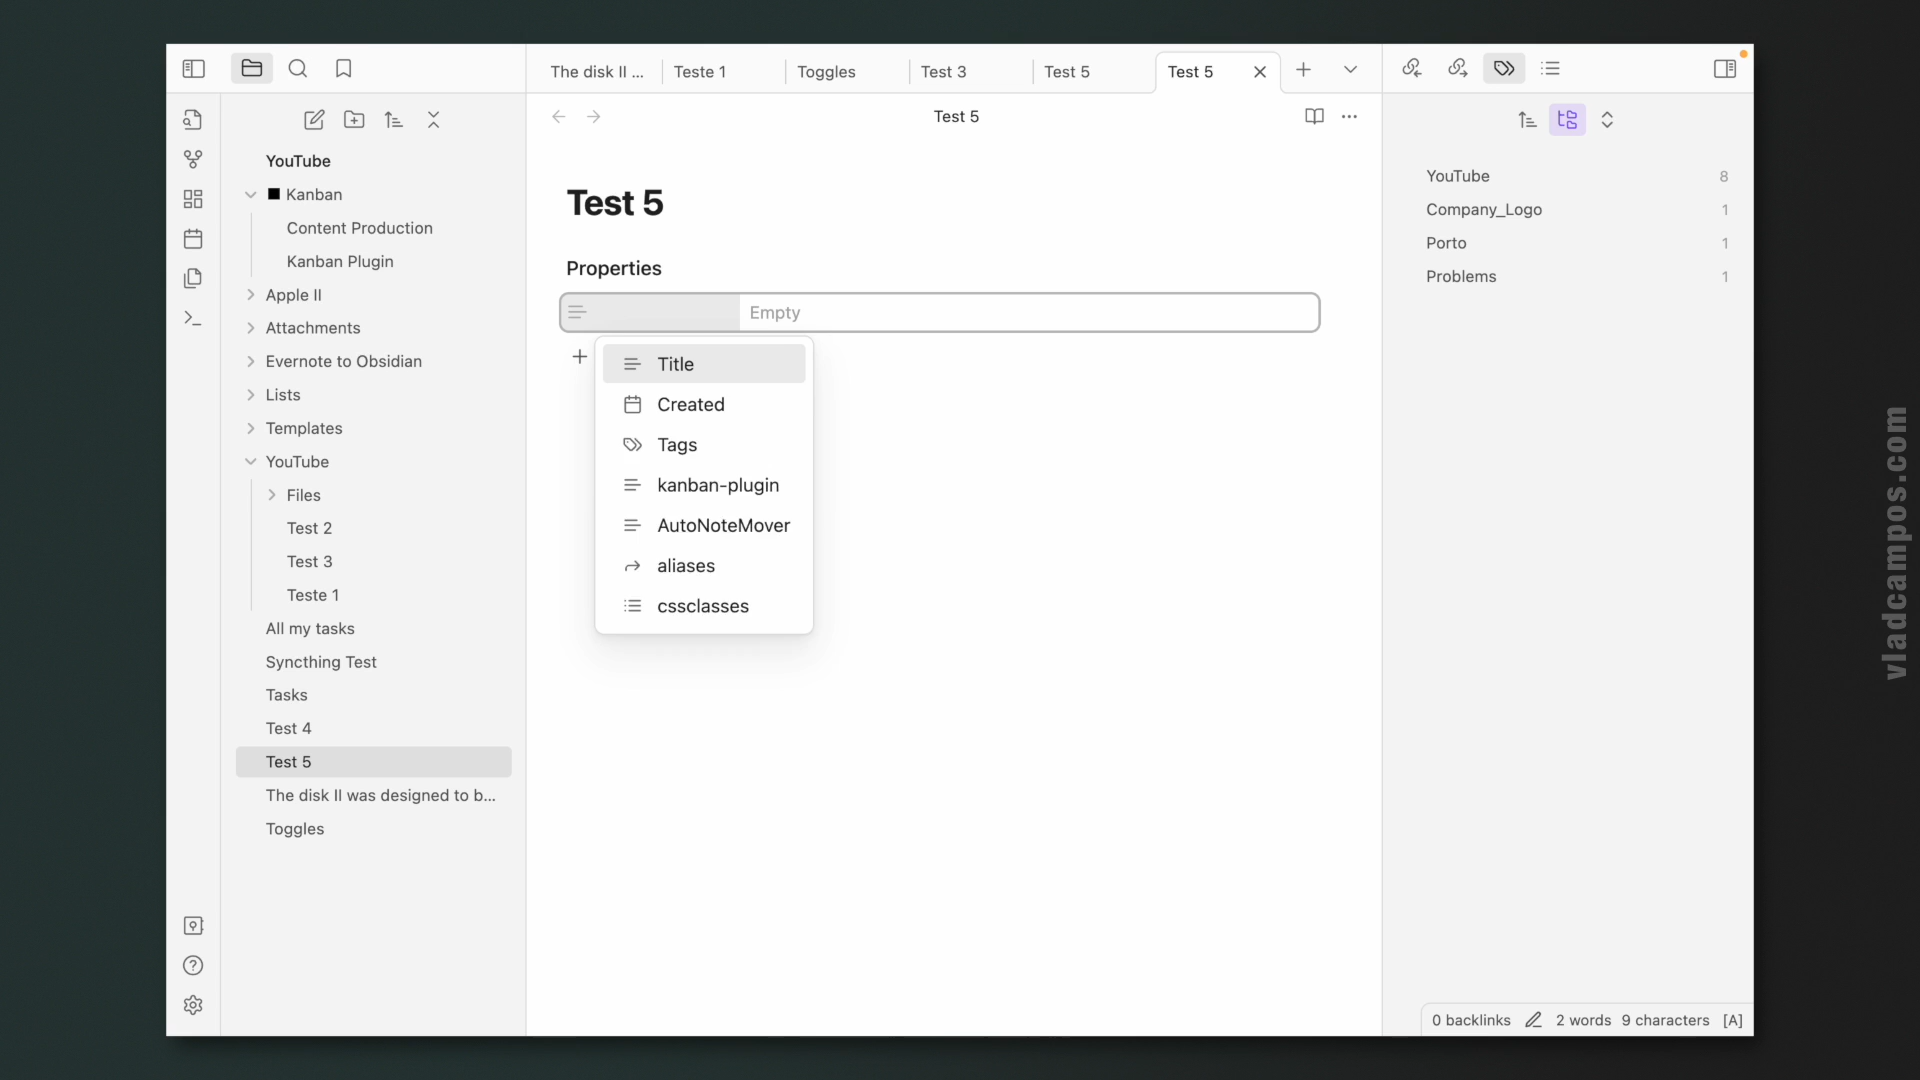 The disk II ...
Teste 1
Toggles
Test 3
Test 5
Test 5
Test 5
YouTube
Kanban
Content Production
Kanban Plugin
Apple II
Attachments
Evernote to Obsidian
Lists
Templates
YouTube
Files
Test 2
Test 3
Teste 1
All my tasks
Syncthing Test
Tasks
Test 4
Test 5
The disk II was designed to b...
Toggles
Test 5
Properties
Empty
Title
Created
Tags
kanban-plugin
AutoNoteMover
aliases
cssclasses
YouTube 8
Company_Logo 1
Porto 1
Problems 1
0 backlinks 2 words 9 characters [A]
vladcampos.com